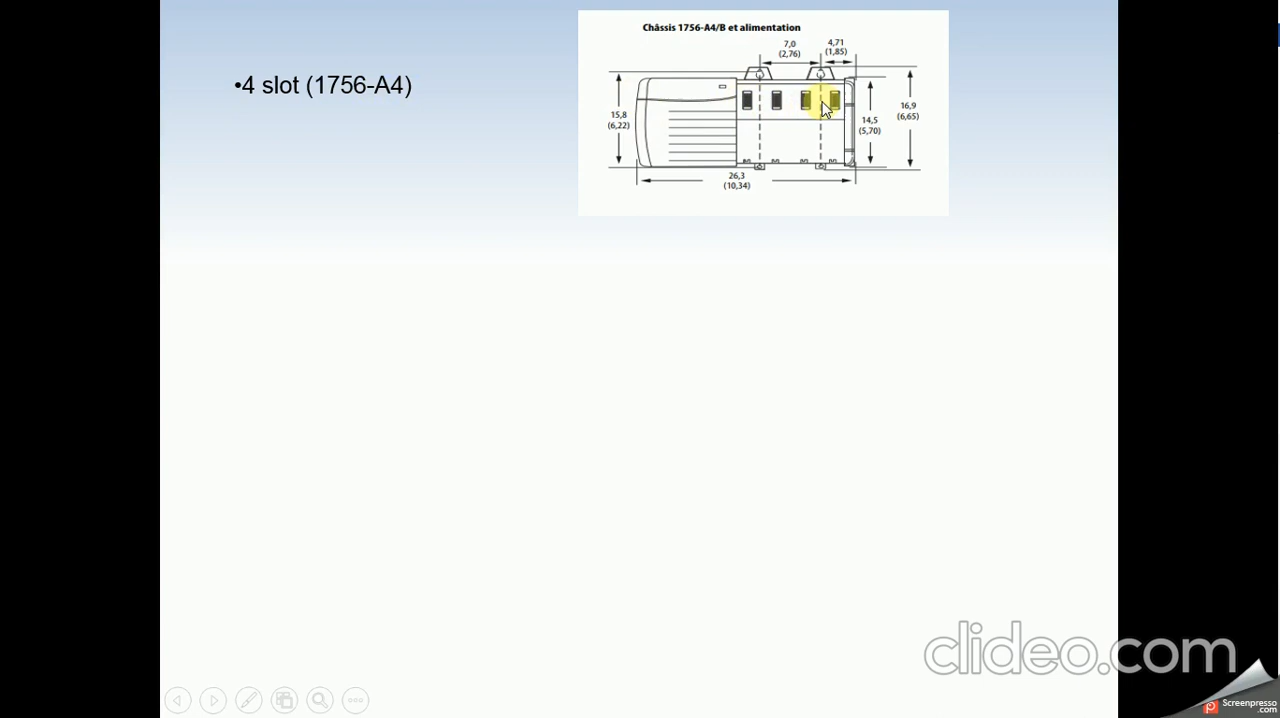 Châssis 1756-A4/B et alimentation
•4 slot (1756-A4)
7,0
(2,76)
4,71
(1,85)
15,8
(6,22)
14,5
(5,70)
16,9
(6,65)
26,3
(10,34)
clideo.com
Screenpresso
.com